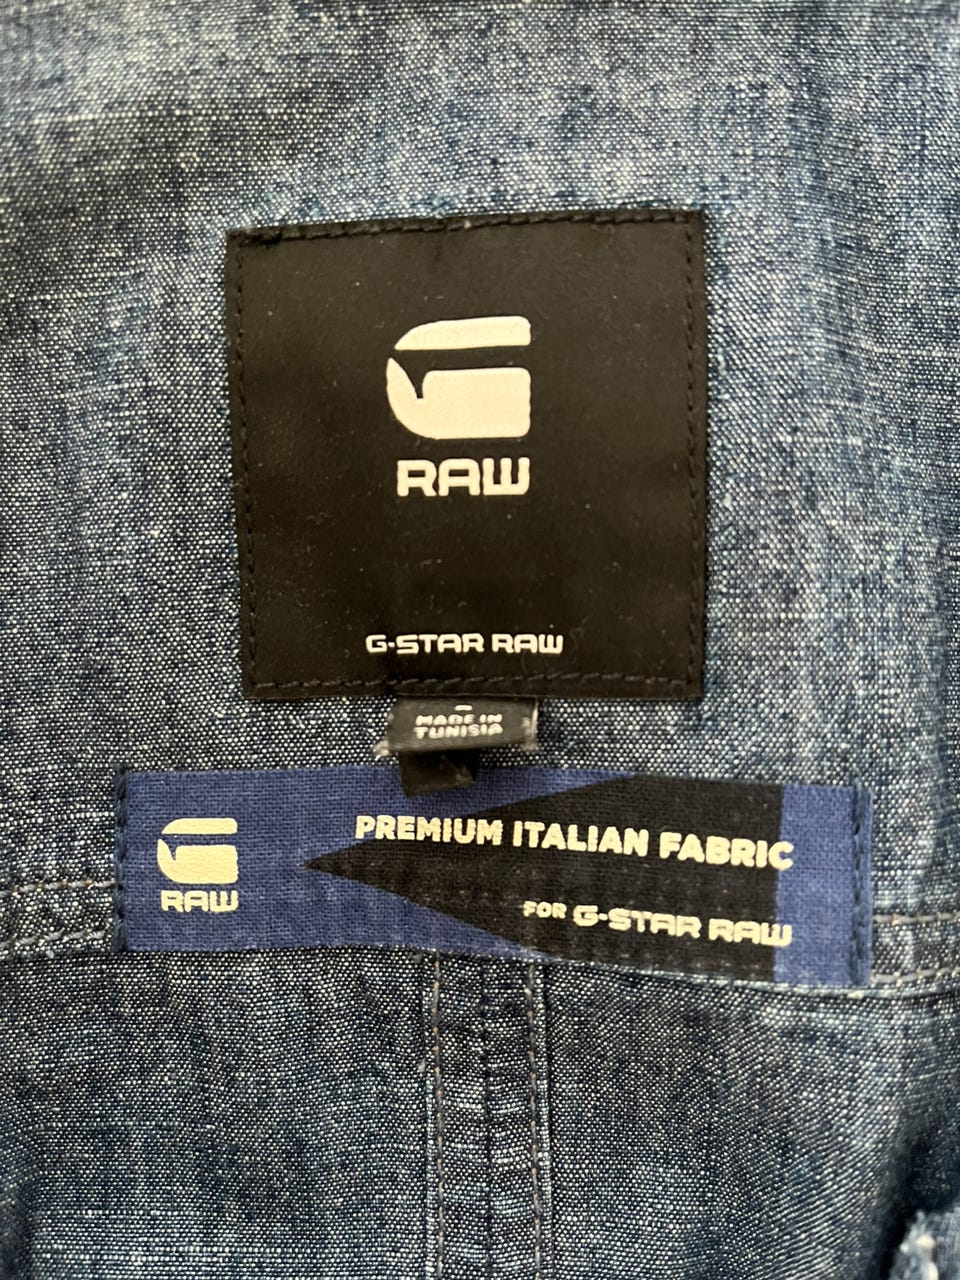 G
RAW
G-STAR RAW
MADE IN
TUNISIA
G
RAW
PREMIUM ITALIAN FABRIC
FOR G-STAR RAW